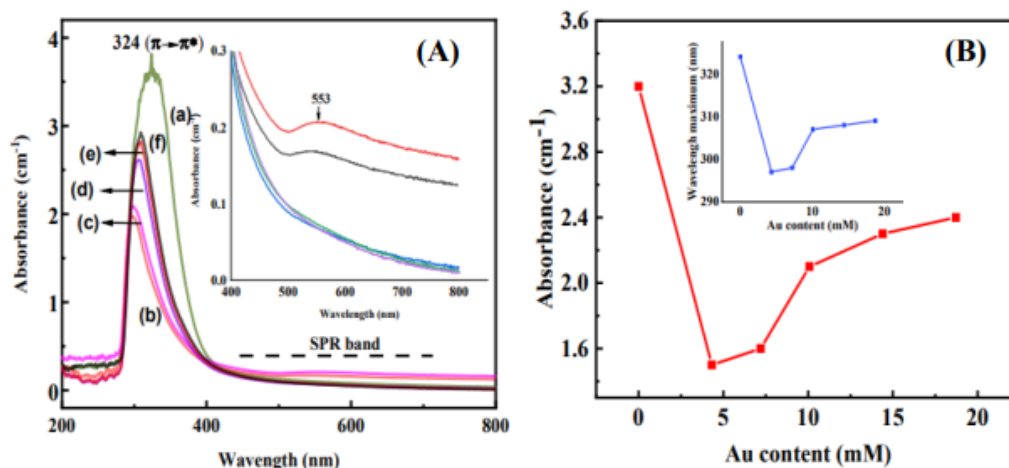 (A)
324 (π→π*)
(a)
(f)
(e)
(d)
(c)
(b)
SPR band
Absorbance (cm⁻¹)
4
3
2
1
0
200
400
600
800
Wavength (nm)
553
Absorbance (cm⁻¹)
0.3
0.2
0.1
0.0
400
500
600
700
800
Wavelength (nm)
(B)
Absorbance (cm⁻¹)
3.6
3.2
2.8
2.4
2.0
1.6
0
5
10
15
20
Au content (mM)
Wavelengh maximum (nm)
320
310
300
290
0
10
20
Au content (mM)